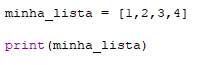 minha_lista = [1,2,3,4]
print(minha_lista)